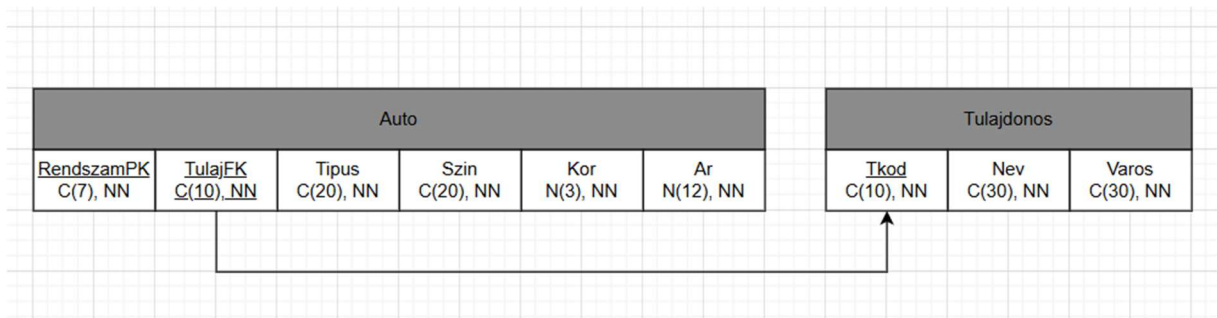 Auto
RendszamPK
C(7), NN
TulajFK
C(10), NN
Tipus
C(20), NN
Szin
C(20), NN
Kor
N(3), NN
Ar
N(12), NN
Tulajdonos
Tkod
C(10), NN
Nev
C(30), NN
Varos
C(30), NN